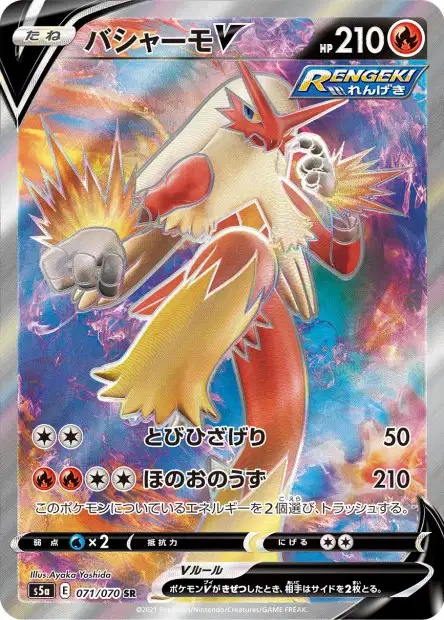 たね バシャーモV HP 210
RENGEKI
れんげき
とびひざげり 50
ほのおのうず 210
このポケモンについているエネルギーを2個選び、トラッシュする。
弱点 ×2 抵抗力 にげる
Illus. Ayaka Yoshida
Vルール
s5a E 071/070 SR
ポケモンVがきぜつしたとき、相手はサイドを2枚とる。
©2021 Pokémon/Nintendo/Creatures/GAME FREAK.